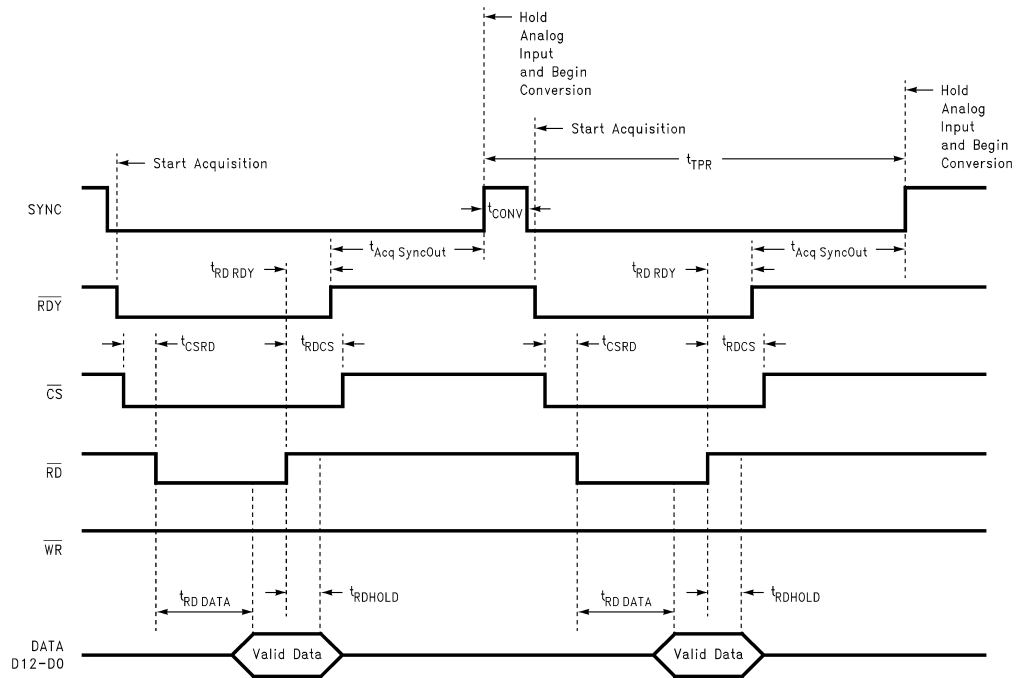 Hold
Analog
Input
and Begin
Conversion
Hold
Analog
Input
and Begin
Conversion
Start Acquisition
Start Acquisition
tTPR
SYNC
tCONV
tAcq SyncOut
tAcq SyncOut
tRD RDY
tRD RDY
RDY
tCSRD
tRDCS
tCSRD
tRDCS
CS
RD
WR
tRD DATA
tRDHOLD
tRD DATA
tRDHOLD
DATA
D12-D0
Valid Data
Valid Data